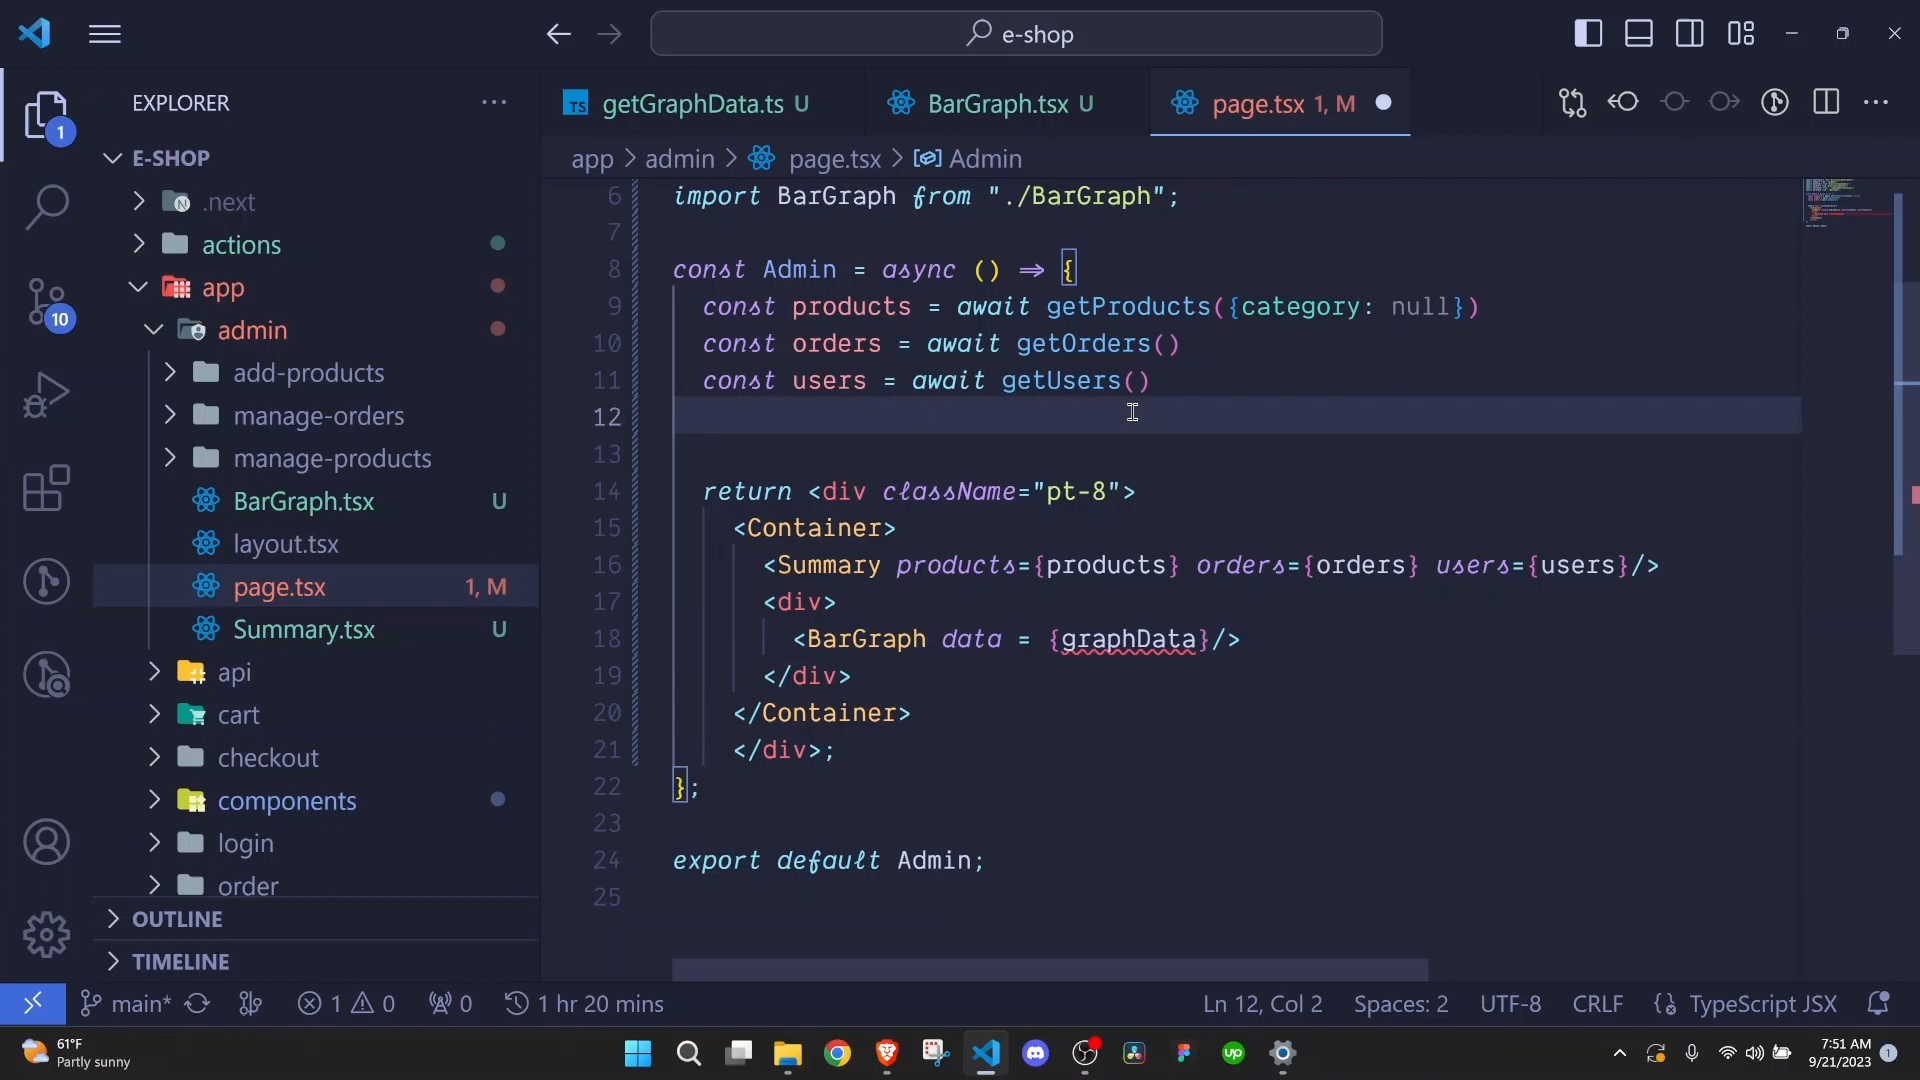 e-shop
EXPLORER
E-SHOP
.next
actions
app
admin
add-products
manage-orders
manage-products
BarGraph.tsx U
layout.tsx
page.tsx 1, M
Summary.tsx U
api
cart
checkout
components
login
order
OUTLINE
TIMELINE
1
10
TS getGraphData.ts U
BarGraph.tsx U
page.tsx 1, M
app > admin > page.tsx > Admin
6 import BarGraph from "./BarGraph";
7
8 const Admin = async () => {
9 const products = await getProducts({category: null})
10 const orders = await getOrders()
11 const users = await getUsers()
12
13
14 return <div className="pt-8">
15 <Container>
16 <Summary products={products} orders={orders} users={users}/>
17 <div>
18 <BarGraph data = {graphData}/>
19 </div>
20 </Container>
21 </div>;
22 };
23
24 export default Admin;
25
main* 1 0 0 1 hr 20 mins
Ln 12, Col 2 Spaces: 2 UTF-8 CRLF TypeScript JSX
61°F
Partly sunny
up
7:51 AM
9/21/2023
1